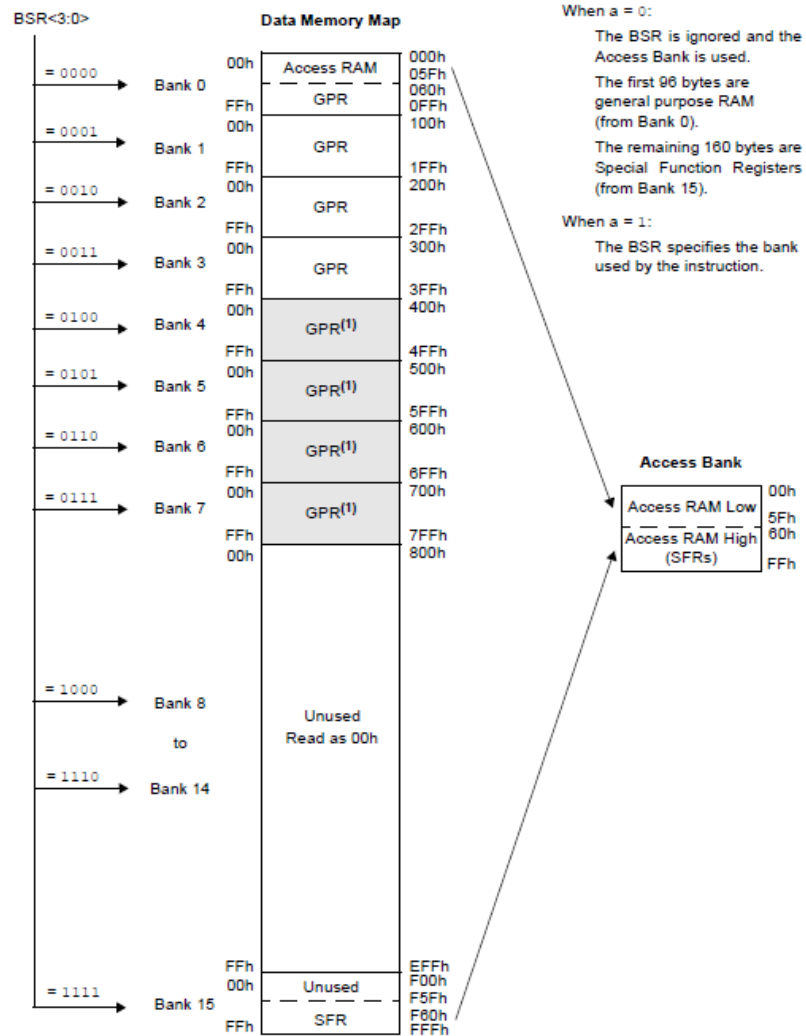 BSR<3:0>
Data Memory Map
When a = 0:
The BSR is ignored and the
Access Bank is used.
The first 96 bytes are
general purpose RAM
(from Bank 0).
The remaining 160 bytes are
Special Function Registers
(from Bank 15).
When a = 1:
The BSR specifies the bank
used by the instruction.
= 0000
Bank 0
00h
Access RAM
000h
05Fh
060h
FFh
GPR
0FFh
= 0001
Bank 1
00h
GPR
100h
FFh
1FFh
= 0010
Bank 2
00h
GPR
200h
FFh
2FFh
= 0011
Bank 3
00h
GPR
300h
FFh
3FFh
= 0100
Bank 4
00h
GPR(1)
400h
FFh
4FFh
= 0101
Bank 5
00h
GPR(1)
500h
FFh
5FFh
= 0110
Bank 6
00h
GPR(1)
600h
FFh
6FFh
= 0111
Bank 7
00h
GPR(1)
700h
FFh
7FFh
00h
800h
= 1000
Bank 8
to
= 1110
Bank 14
Unused
Read as 00h
FFh
EFFh
= 1111
Bank 15
00h
Unused
F00h
F5Fh
F60h
FFh
SFR
FFFh
Access Bank
Access RAM Low
00h
5Fh
Access RAM High
(SFRs)
60h
FFh